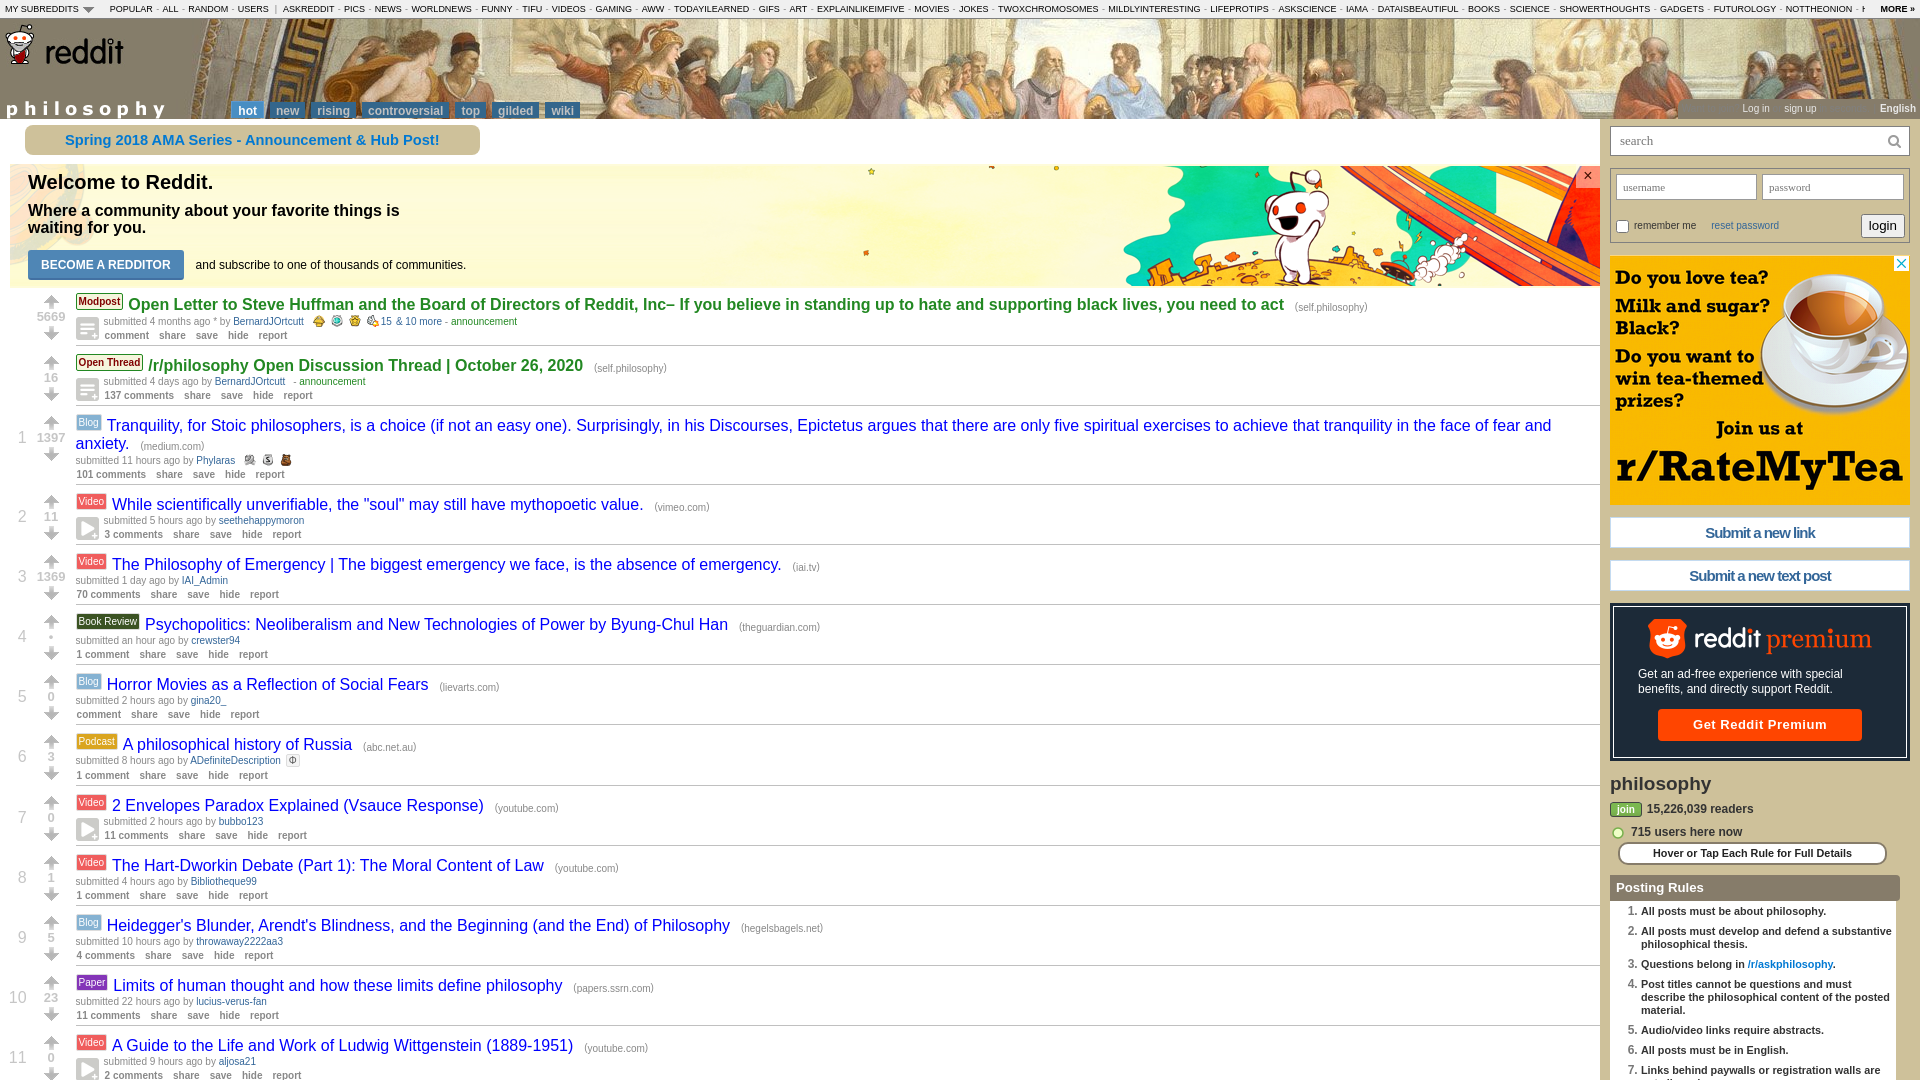 MY SUBREDDITS POPULAR - ALL - RANDOM - USERS | ASKREDDIT - PICS - NEWS - WORLDNEWS - FUNNY - TIFU - VIDEOS - GAMING - AWW - TODAYILEARNED - GIFS - ART - EXPLAINLIKEIMFIVE - MOVIES - JOKES - TWOXCHROMOSOMES - MILDLYINTERESTING - LIFEPROTIPS - ASKSCIENCE - IAMA - DATAISBEAUTIFUL - BOOKS - SCIENCE - SHOWERTHOUGHTS - GADGETS - FUTUROLOGY - NOTTHEONION - MORE »
reddit
philosophy hot new rising controversial top gilded wiki
Log in sign up English
Spring 2018 AMA Series - Announcement & Hub Post!
Welcome to Reddit.
Where a community about your favorite things is
waiting for you.
BECOME A REDDITOR and subscribe to one of thousands of communities.
×
5669
Modpost Open Letter to Steve Huffman and the Board of Directors of Reddit, Inc– If you believe in standing up to hate and supporting black lives, you need to act (self.philosophy)
submitted 4 months ago * by BernardJOrtcutt 15 & 10 more - announcement
comment share save hide report
16
Open Thread /r/philosophy Open Discussion Thread | October 26, 2020 (self.philosophy)
submitted 4 days ago by BernardJOrtcutt - announcement
137 comments share save hide report
1 1397
Blog Tranquility, for Stoic philosophers, is a choice (if not an easy one). Surprisingly, in his Discourses, Epictetus argues that there are only five spiritual exercises to achieve that tranquility in the face of fear and
anxiety. (medium.com)
submitted 11 hours ago by Phylaras
101 comments share save hide report
2 11
Video While scientifically unverifiable, the "soul" may still have mythopoetic value. (vimeo.com)
submitted 5 hours ago by seethehappymoron
3 comments share save hide report
3 1369
Video The Philosophy of Emergency | The biggest emergency we face, is the absence of emergency. (iai.tv)
submitted 1 day ago by IAI_Admin
70 comments share save hide report
4 •
Book Review Psychopolitics: Neoliberalism and New Technologies of Power by Byung-Chul Han (theguardian.com)
submitted an hour ago by crewster94
1 comment share save hide report
5 0
Blog Horror Movies as a Reflection of Social Fears (lievarts.com)
submitted 2 hours ago by gina20_
comment share save hide report
6 3
Podcast A philosophical history of Russia (abc.net.au)
submitted 8 hours ago by ADefiniteDescription Φ
1 comment share save hide report
7 0
Video 2 Envelopes Paradox Explained (Vsauce Response) (youtube.com)
submitted 2 hours ago by bubbo123
11 comments share save hide report
8 1
Video The Hart-Dworkin Debate (Part 1): The Moral Content of Law (youtube.com)
submitted 4 hours ago by Bibliotheque99
1 comment share save hide report
9 5
Blog Heidegger's Blunder, Arendt's Blindness, and the Beginning (and the End) of Philosophy (hegelsbagels.net)
submitted 10 hours ago by throwaway2222aa3
4 comments share save hide report
10 23
Paper Limits of human thought and how these limits define philosophy (papers.ssrn.com)
submitted 22 hours ago by lucius-verus-fan
11 comments share save hide report
11 0
Video A Guide to the Life and Work of Ludwig Wittgenstein (1889-1951) (youtube.com)
submitted 9 hours ago by aljosa21
2 comments share save hide report
search
username password
remember me reset password login
Do you love tea?
Milk and sugar?
Black?
Do you want to
win tea-themed
prizes?
Join us at
r/RateMyTea
Submit a new link
Submit a new text post
reddit premium
Get an ad-free experience with special
benefits, and directly support Reddit.
Get Reddit Premium
philosophy
join 15,226,039 readers
715 users here now
Hover or Tap Each Rule for Full Details
Posting Rules
1. All posts must be about philosophy.
2. All posts must develop and defend a substantive
philosophical thesis.
3. Questions belong in /r/askphilosophy.
4. Post titles cannot be questions and must
describe the philosophical content of the posted
material.
5. Audio/video links require abstracts.
6. All posts must be in English.
7. Links behind paywalls or registration walls are